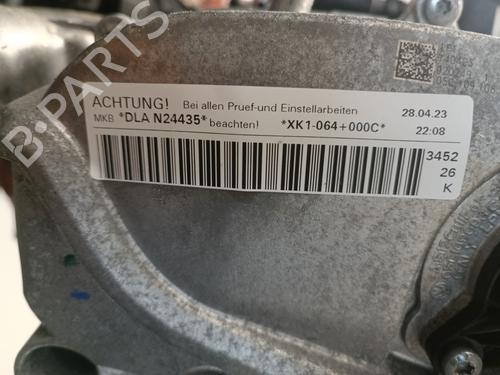 B-PARTS
ACHTUNG! Bei allen Pruef-und Einstellarbeiten 28.04.23
MKB *DLA N24435* beachten! *XK1-064+000C* 22:08
3452
26
K